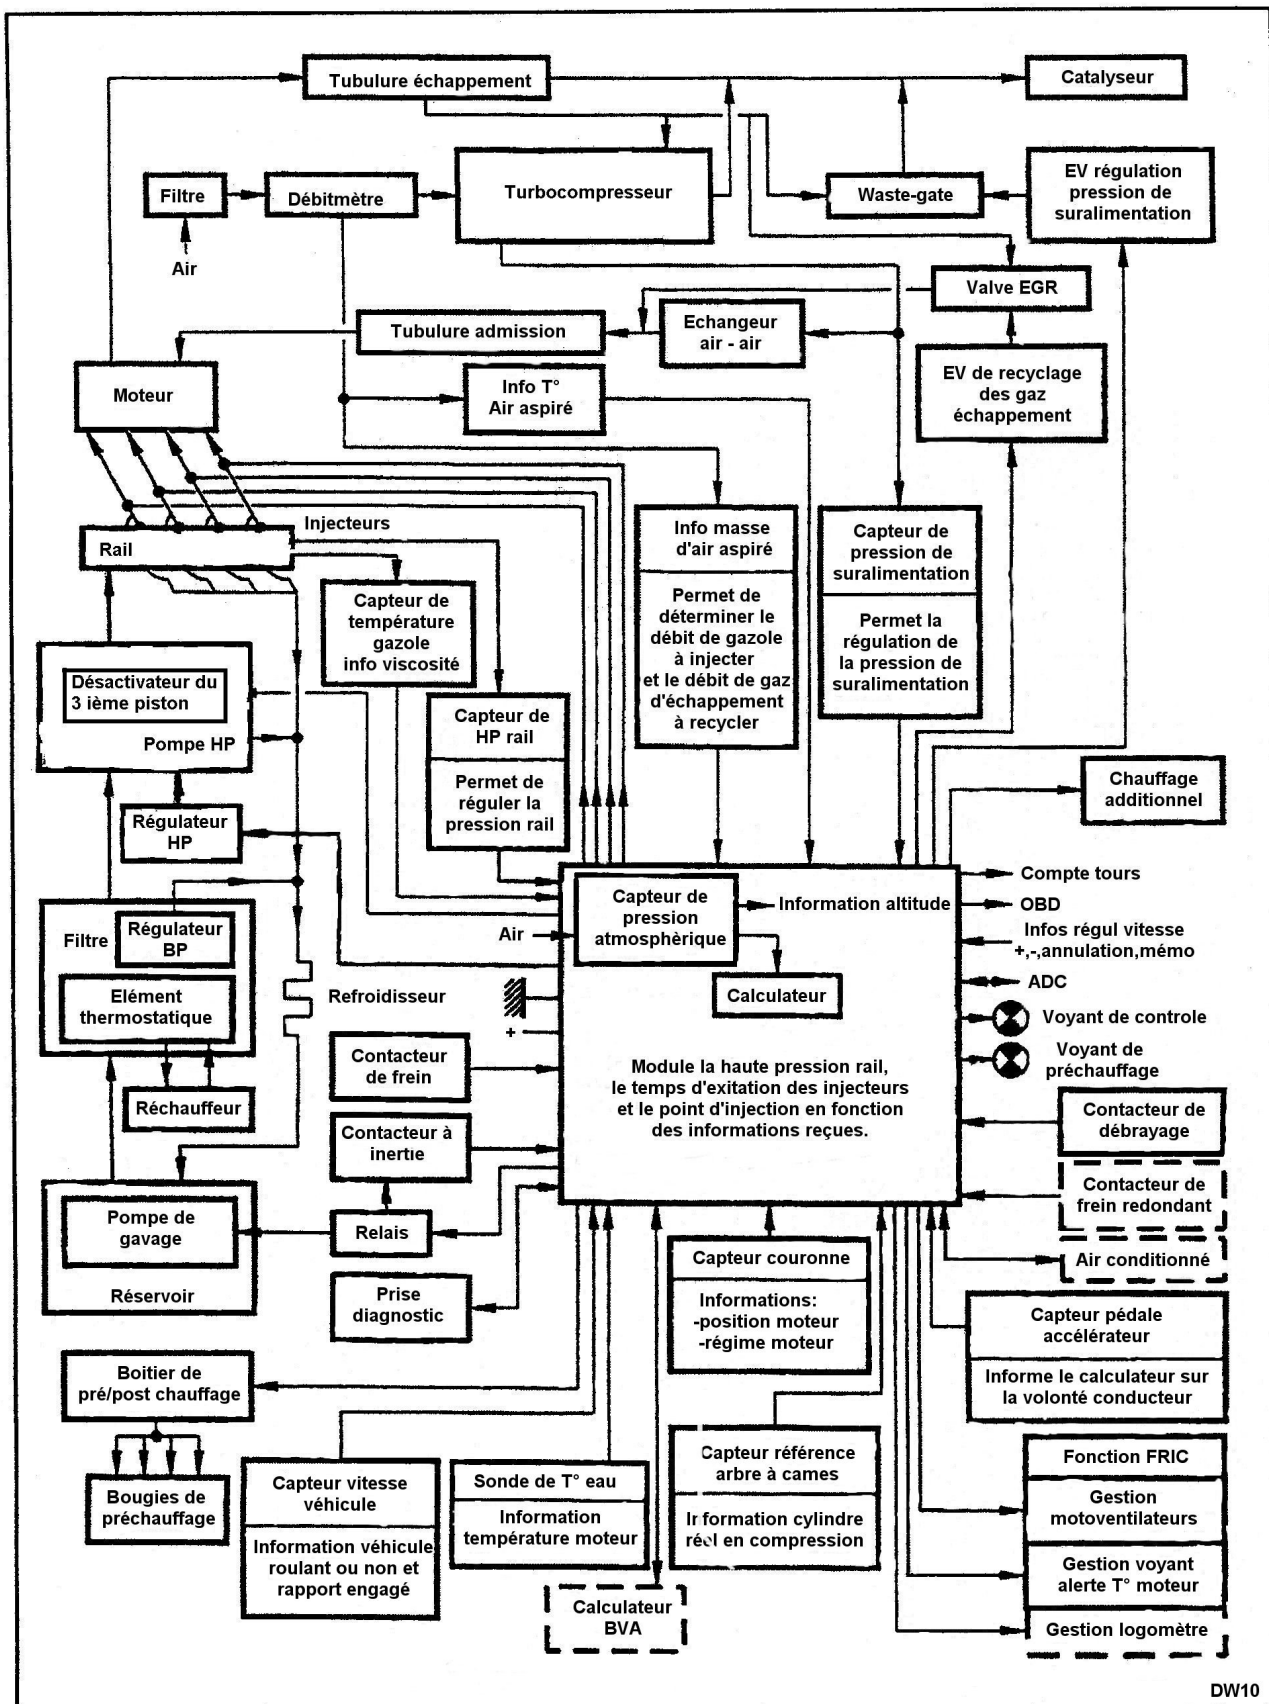 Tubulure échappement
Catalyseur
Filtre
Débitmètre
Turbocompresseur
Waste-gate
EV régulation
pression de
suralimentation
Air
Valve EGR
Tubulure admission
Echangeur
air - air
Moteur
Info T°
Air aspiré
EV de recyclage
des gaz
échappement
Injecteurs
Rail
Info masse
d'air aspiré
Permet de
déterminer le
débit de gazole
à injecter
et le débit de gaz
d'échappement
à recycler
Capteur de
pression de
suralimentation
Permet la
régulation de
la pression de
suralimentation
Capteur de
température
gazole
info viscosité
Désactivateur du
3 ième piston
Pompe HP
Capteur de
HP rail
Permet de
réguler la
pression rail
Régulateur
HP
Chauffage
additionnel
Filtre
Régulateur
BP
Elément
thermostatique
Réchauffeur
Refroidisseur
Air
Capteur de
pression
atmosphèrique
Information altitude
Calculateur
+
Module la haute pression rail,
le temps d'exitation des injecteurs
et le point d'injection en fonction
des informations reçues.
Compte tours
OBD
Infos régul vitesse
+,-,annulation,mémo
ADC
Voyant de controle
Voyant de
préchauffage
Contacteur
de frein
Contacteur à
inertie
Relais
Prise
diagnostic
Pompe de
gavage
Réservoir
Contacteur de
débrayage
Contacteur de
frein redondant
Air conditionné
Capteur couronne
Informations:
-position moteur
-régime moteur
Capteur pédale
accélérateur
Informe le calculateur sur
la volonté conducteur
Boitier de
pré/post chauffage
Bougies de
préchauffage
Capteur vitesse
véhicule
Information véhicule
roulant ou non et
rapport engagé
Sonde de T° eau
Information
température moteur
Capteur référence
arbre à cames
Information cylindre
réel en compression
Calculateur
BVA
Fonction FRIC
Gestion
motoventilateurs
Gestion voyant
alerte T° moteur
Gestion logomètre
DW10